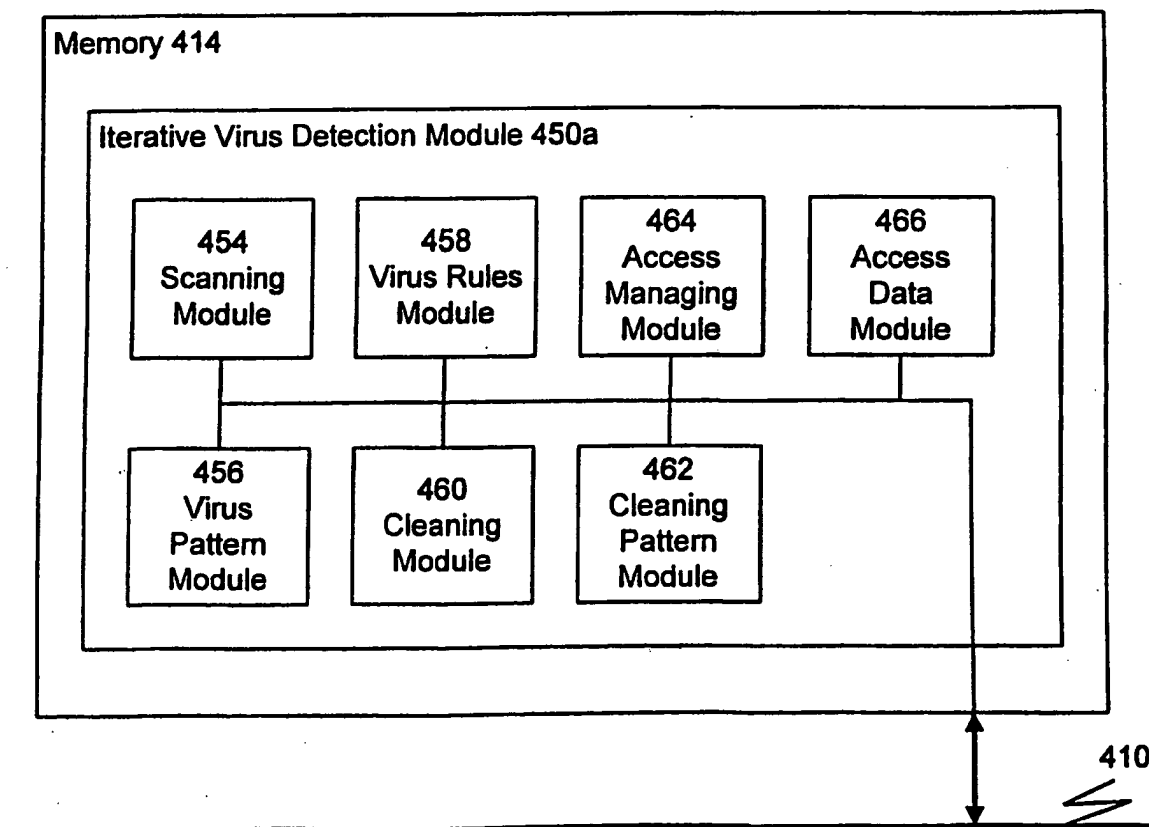 Memory 414
Iterative Virus Detection Module 450a
454
Scanning
Module
458
Virus Rules
Module
464
Access
Managing
Module
466
Access
Data
Module
456
Virus
Pattern
Module
460
Cleaning
Module
462
Cleaning
Pattern
Module
410